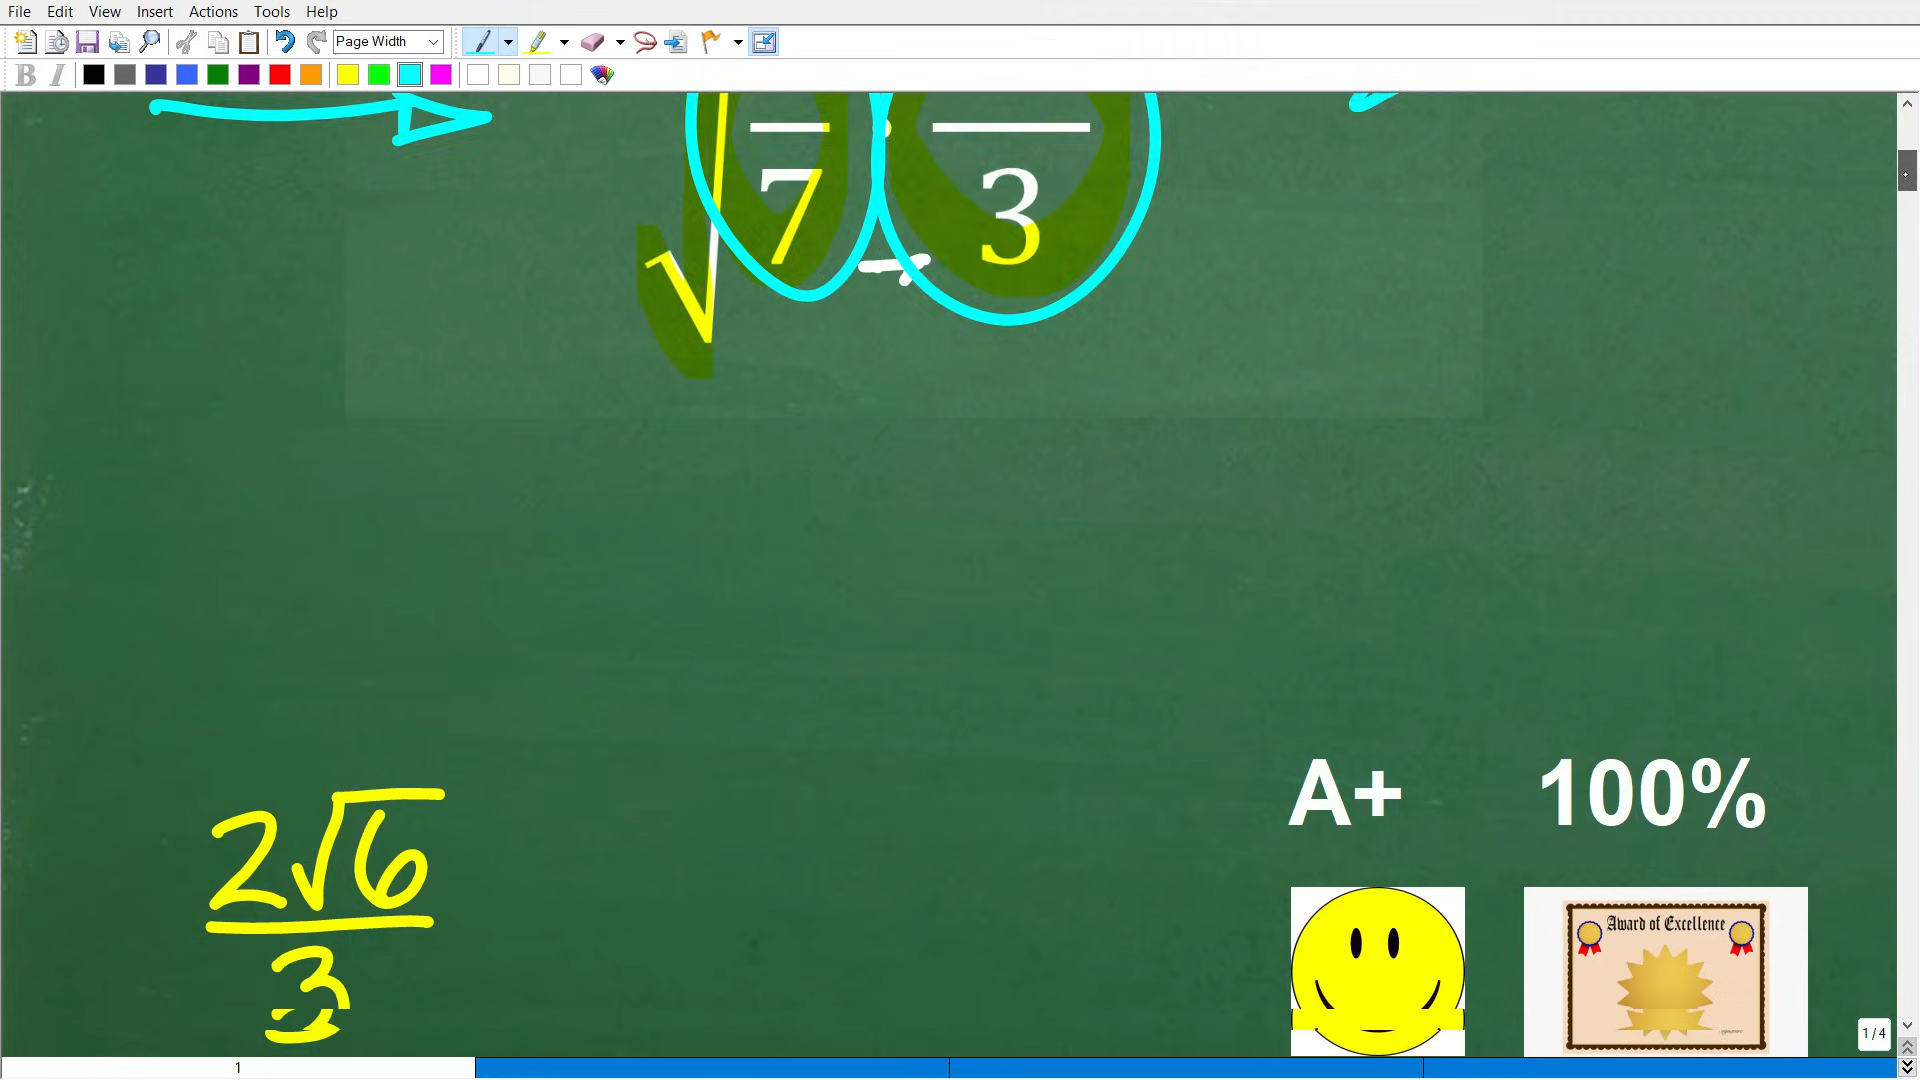 File Edit View Insert Actions Tools Help
Page Width
B I
√ 7 · 3
A+ 100%
2√6
3
Award of Excellence
1 / 4
1